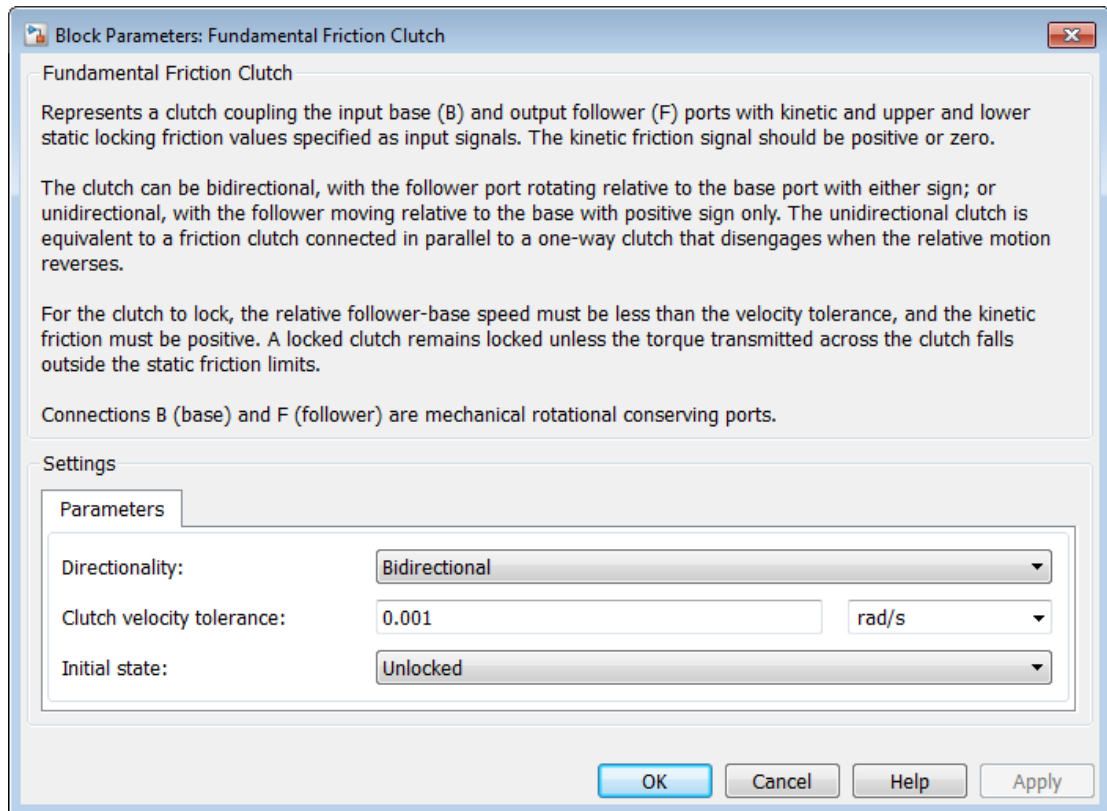 Block Parameters: Fundamental Friction Clutch
Fundamental Friction Clutch
Represents a clutch coupling the input base (B) and output follower (F) ports with kinetic and upper and lower
static locking friction values specified as input signals. The kinetic friction signal should be positive or zero.
The clutch can be bidirectional, with the follower port rotating relative to the base port with either sign; or
unidirectional, with the follower moving relative to the base with positive sign only. The unidirectional clutch is
equivalent to a friction clutch connected in parallel to a one-way clutch that disengages when the relative motion
reverses.
For the clutch to lock, the relative follower-base speed must be less than the velocity tolerance, and the kinetic
friction must be positive. A locked clutch remains locked unless the torque transmitted across the clutch falls
outside the static friction limits.
Connections B (base) and F (follower) are mechanical rotational conserving ports.
Settings
Parameters
Directionality: Bidirectional
Clutch velocity tolerance: 0.001 rad/s
Initial state: Unlocked
OK Cancel Help Apply